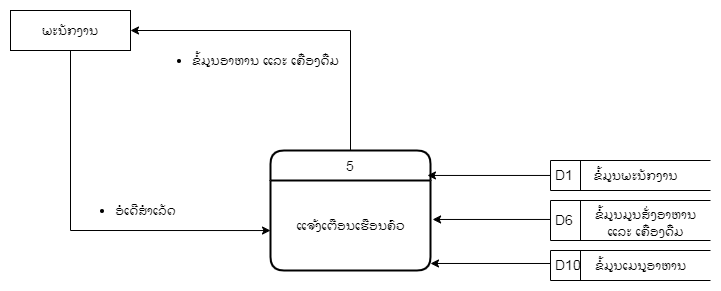 ພະນັກງານ
• ຂໍ້ມູນອາຫານ ແລະ ເຄື່ອງດື່ມ
5
ແຈ້ງເຕືອນເຮືອນຄົວ
• ອໍເດີສຳເລັດ
D1 ຂໍ້ມູນພະນັກງານ
D6 ຂໍ້ມູນມູນສັ່ງອາຫານ
ແລະ ເຄື່ອງດື່ມ
D10 ຂໍ້ມູນເມນູອາຫານ